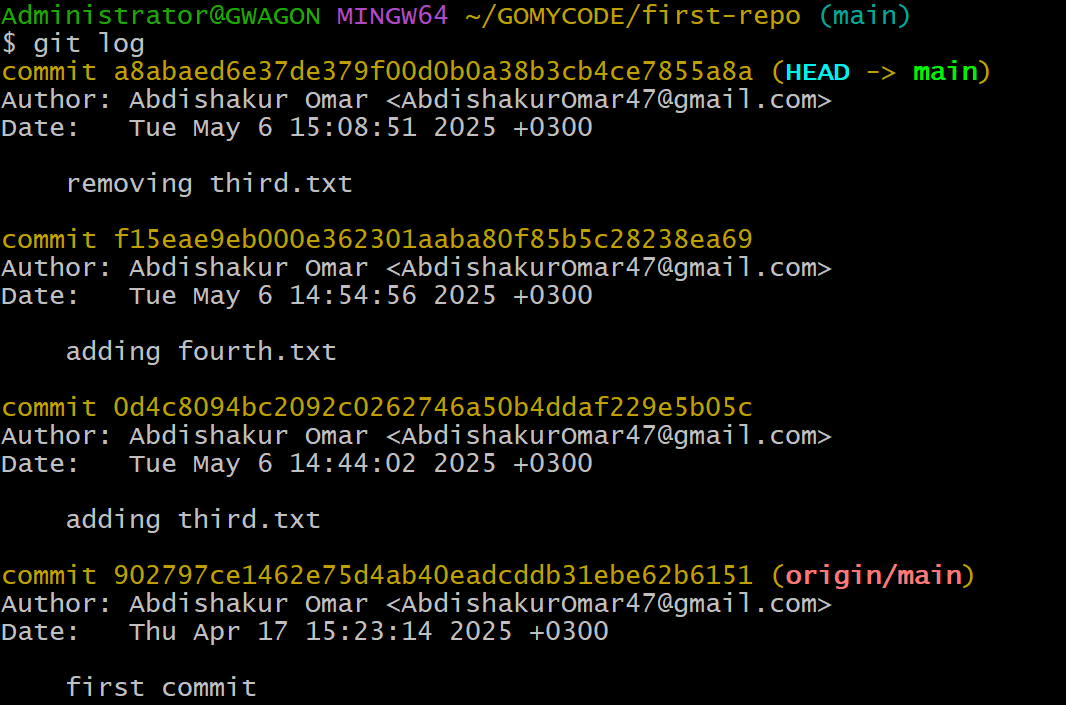 Administrator@GWAGON MINGW64 ~/GOMYCODE/first-repo (main)
$ git log
commit a8abaed6e37de379f00d0b0a38b3cb4ce7855a8a (HEAD -> main)
Author: Abdishakur Omar <AbdishakurOmar47@gmail.com>
Date:   Tue May 6 15:08:51 2025 +0300
removing third.txt
commit f15eae9eb000e362301aaba80f85b5c28238ea69
Author: Abdishakur Omar <AbdishakurOmar47@gmail.com>
Date:   Tue May 6 14:54:56 2025 +0300
adding fourth.txt
commit 0d4c8094bc2092c0262746a50b4ddaf229e5b05c
Author: Abdishakur Omar <AbdishakurOmar47@gmail.com>
Date:   Tue May 6 14:44:02 2025 +0300
adding third.txt
commit 902797ce1462e75d4ab40eadcddb31ebe62b6151 (origin/main)
Author: Abdishakur Omar <AbdishakurOmar47@gmail.com>
Date:   Thu Apr 17 15:23:14 2025 +0300
first commit